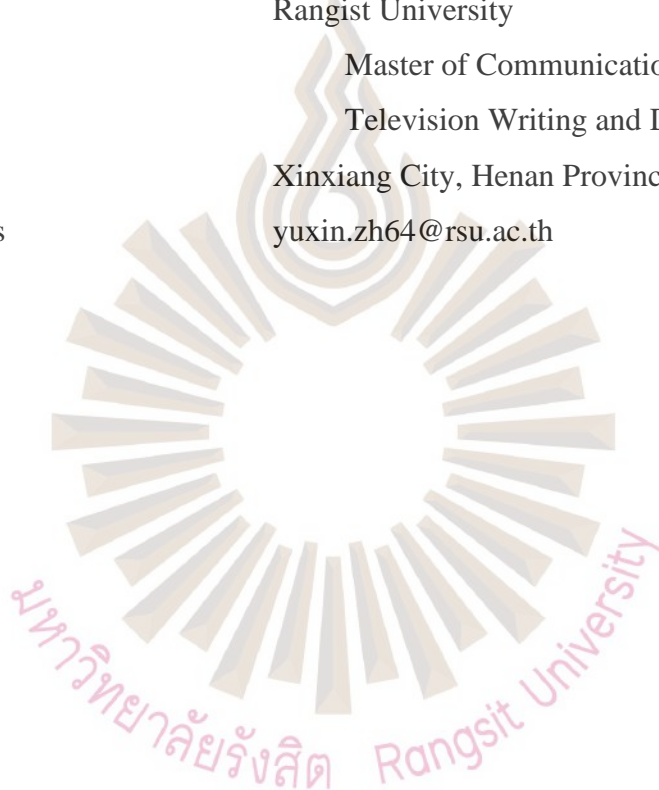 Rangist University
Master of Communicatio
Television Writing and
Xinxiang City, Henan Provinc
s
yuxin.zh64@rsu.ac.th
มหาวิทยาลัยรังสิต Rangsit University